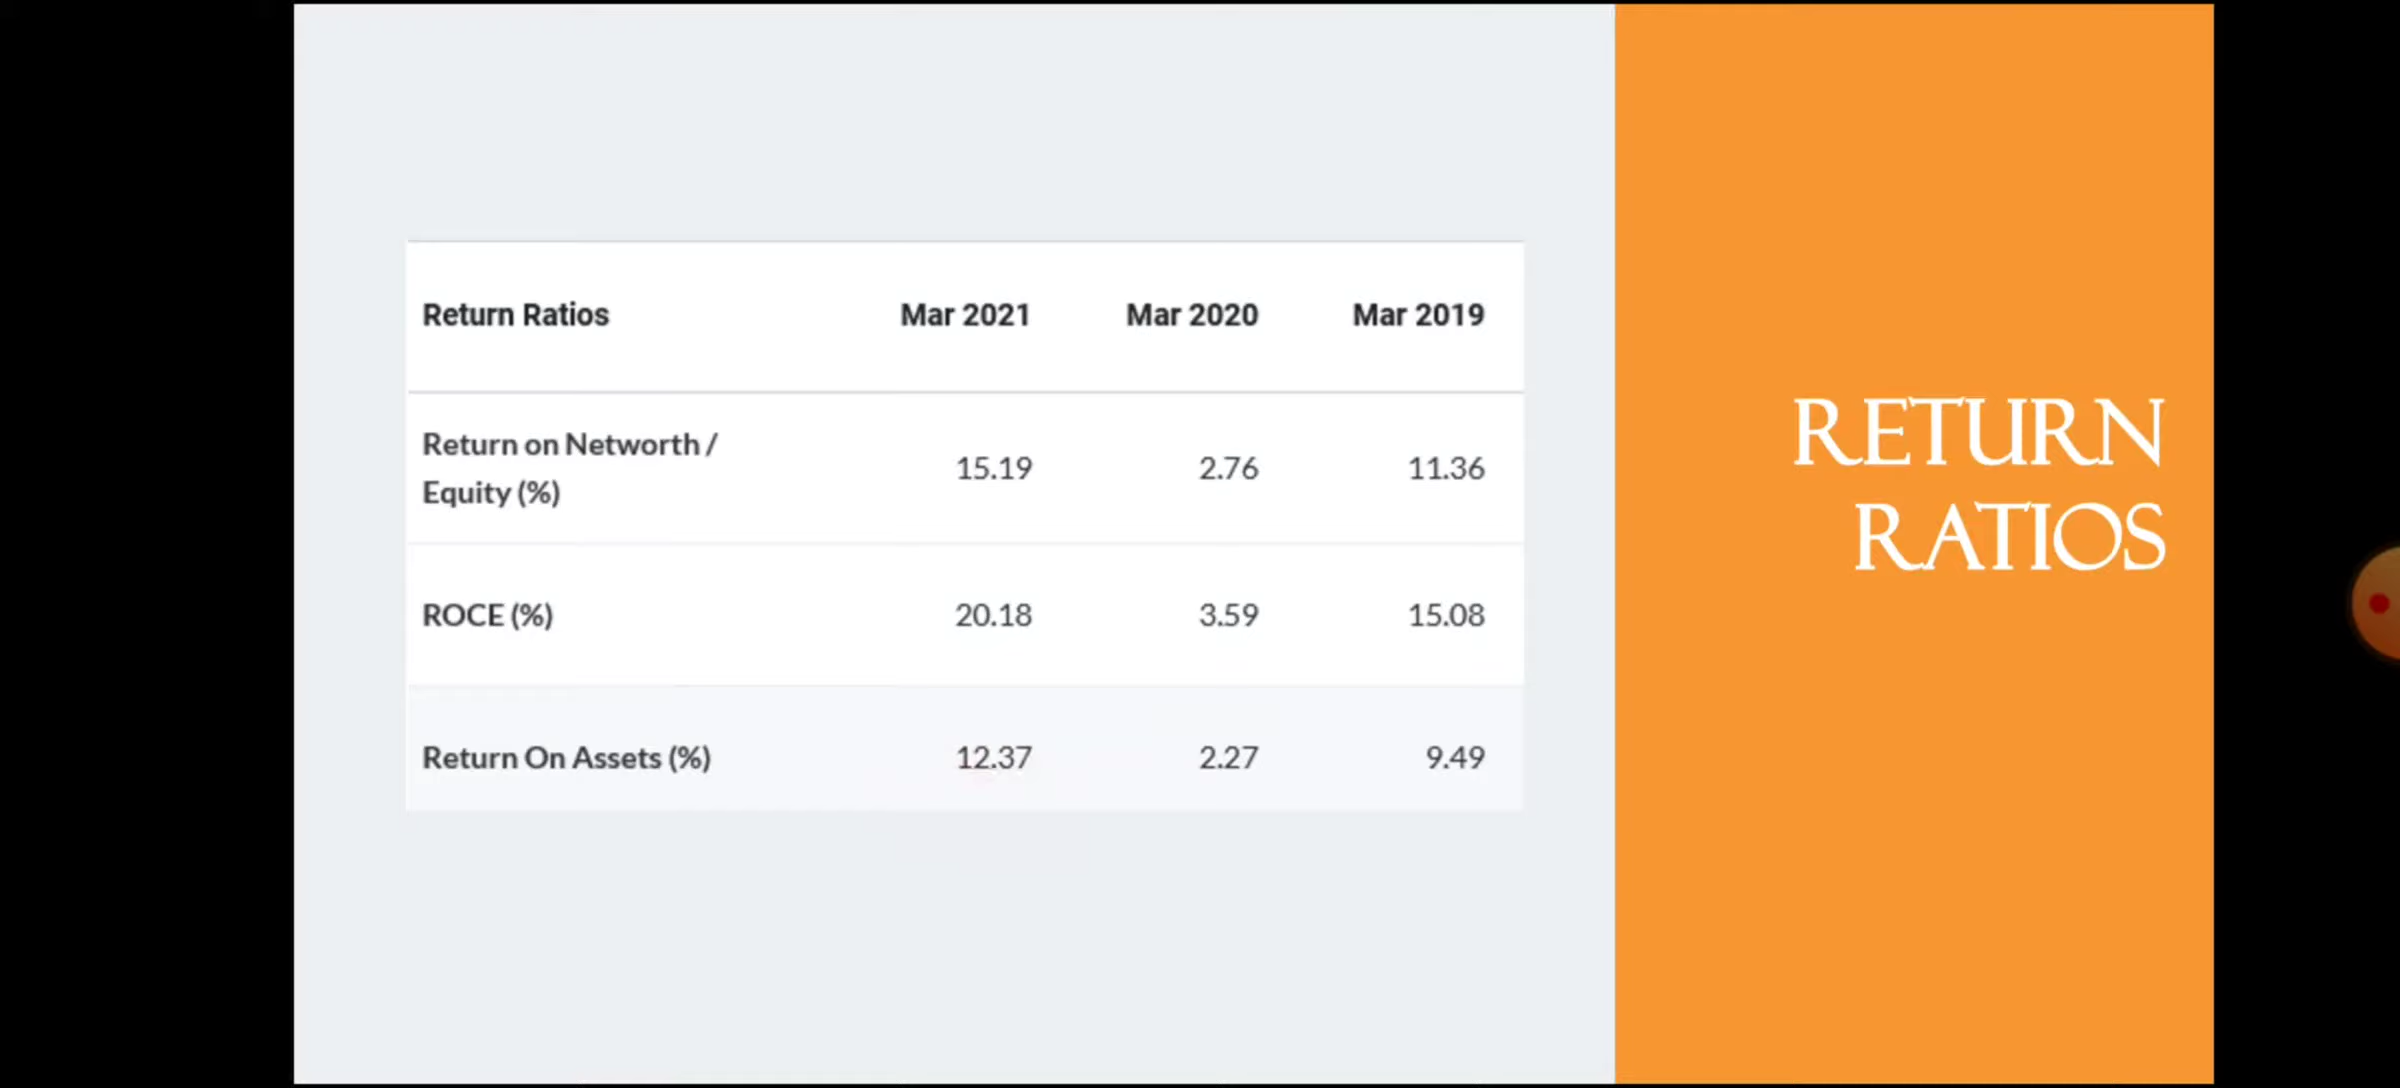 Return Ratios Mar 2021 Mar 2020 Mar 2019
Return on Networth /
Equity (%) 15.19 2.76 11.36
ROCE (%) 20.18 3.59 15.08
Return On Assets (%) 12.37 2.27 9.49
RETURN
RATIOS